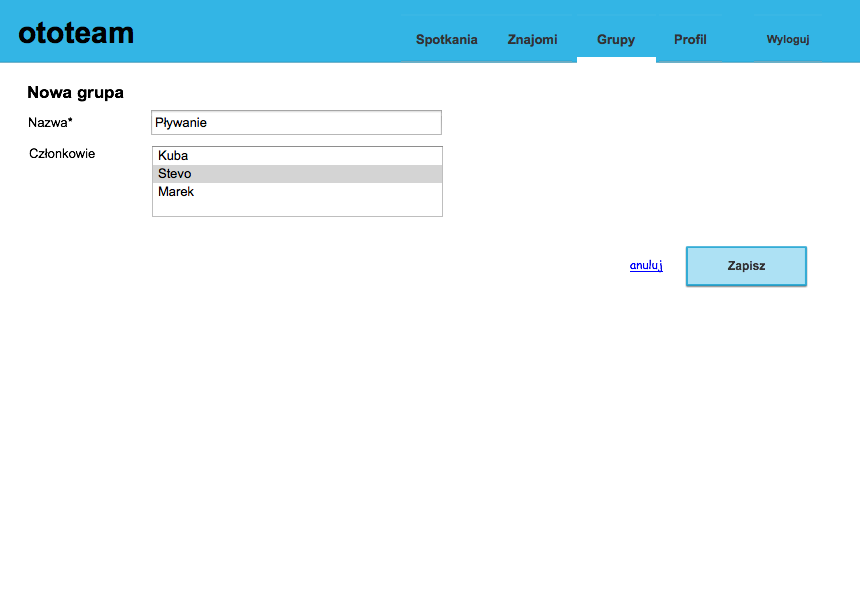 ototeam
Spotkania Znajomi Grupy Profil Wyloguj
Nowa grupa
Nazwa* Pływanie
Członkowie Kuba
Stevo
Marek
anuluj Zapisz